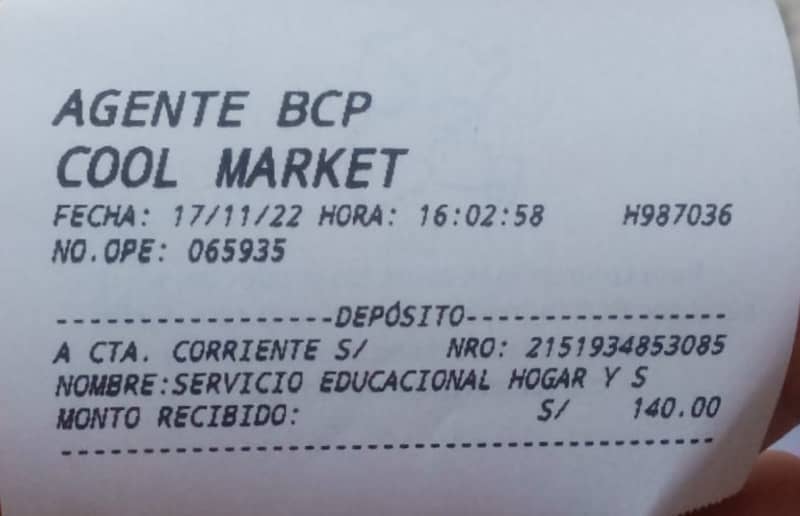 AGENTE BCP
COOL MARKET
FECHA: 17/11/22 HORA: 16:02:58 H987036
NO.OPE: 065935
------------------DEPÓSITO------------------
A CTA. CORRIENTE S/ NRO: 2151934853085
NOMBRE:SERVICIO EDUCACIONAL HOGAR Y S
MONTO RECIBIDO: S/ 140.00
--------------------------------------------